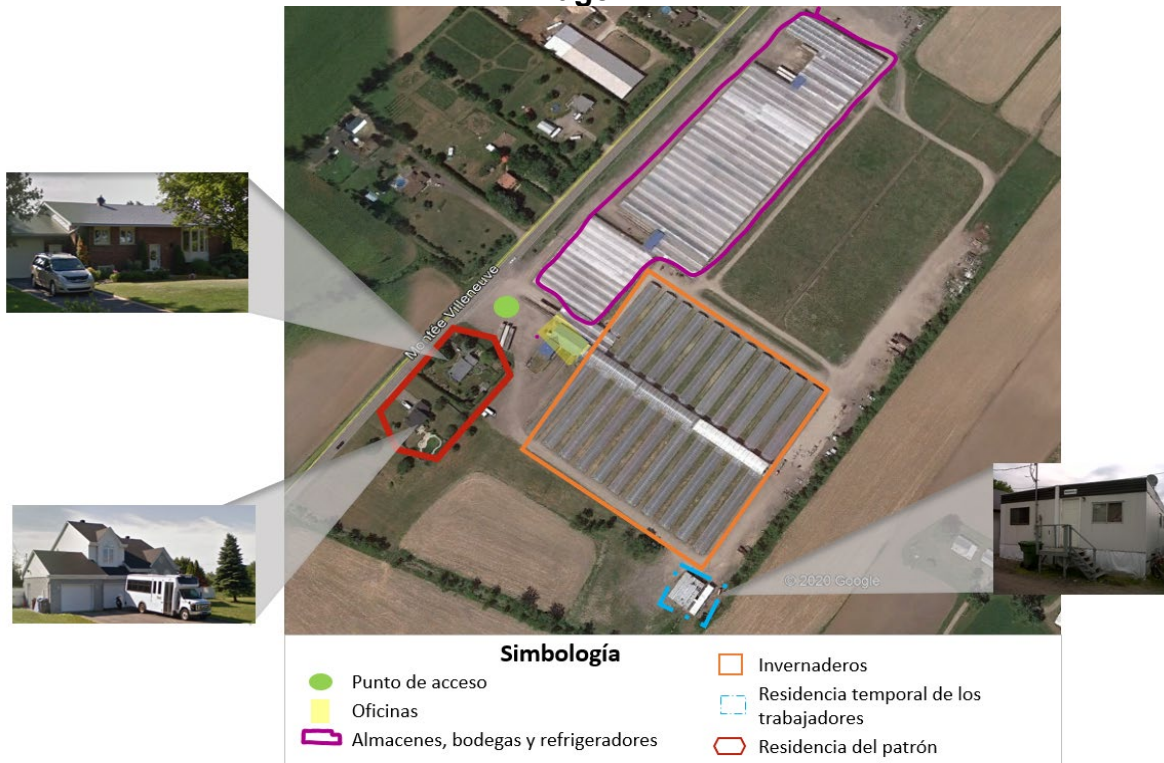 Montée Villeneuve
© 2020 Google
Simbología
Punto de acceso
Oficinas
Almacenes, bodegas y refrigeradores
Invernaderos
Residencia temporal de los
trabajadores
Residencia del patrón